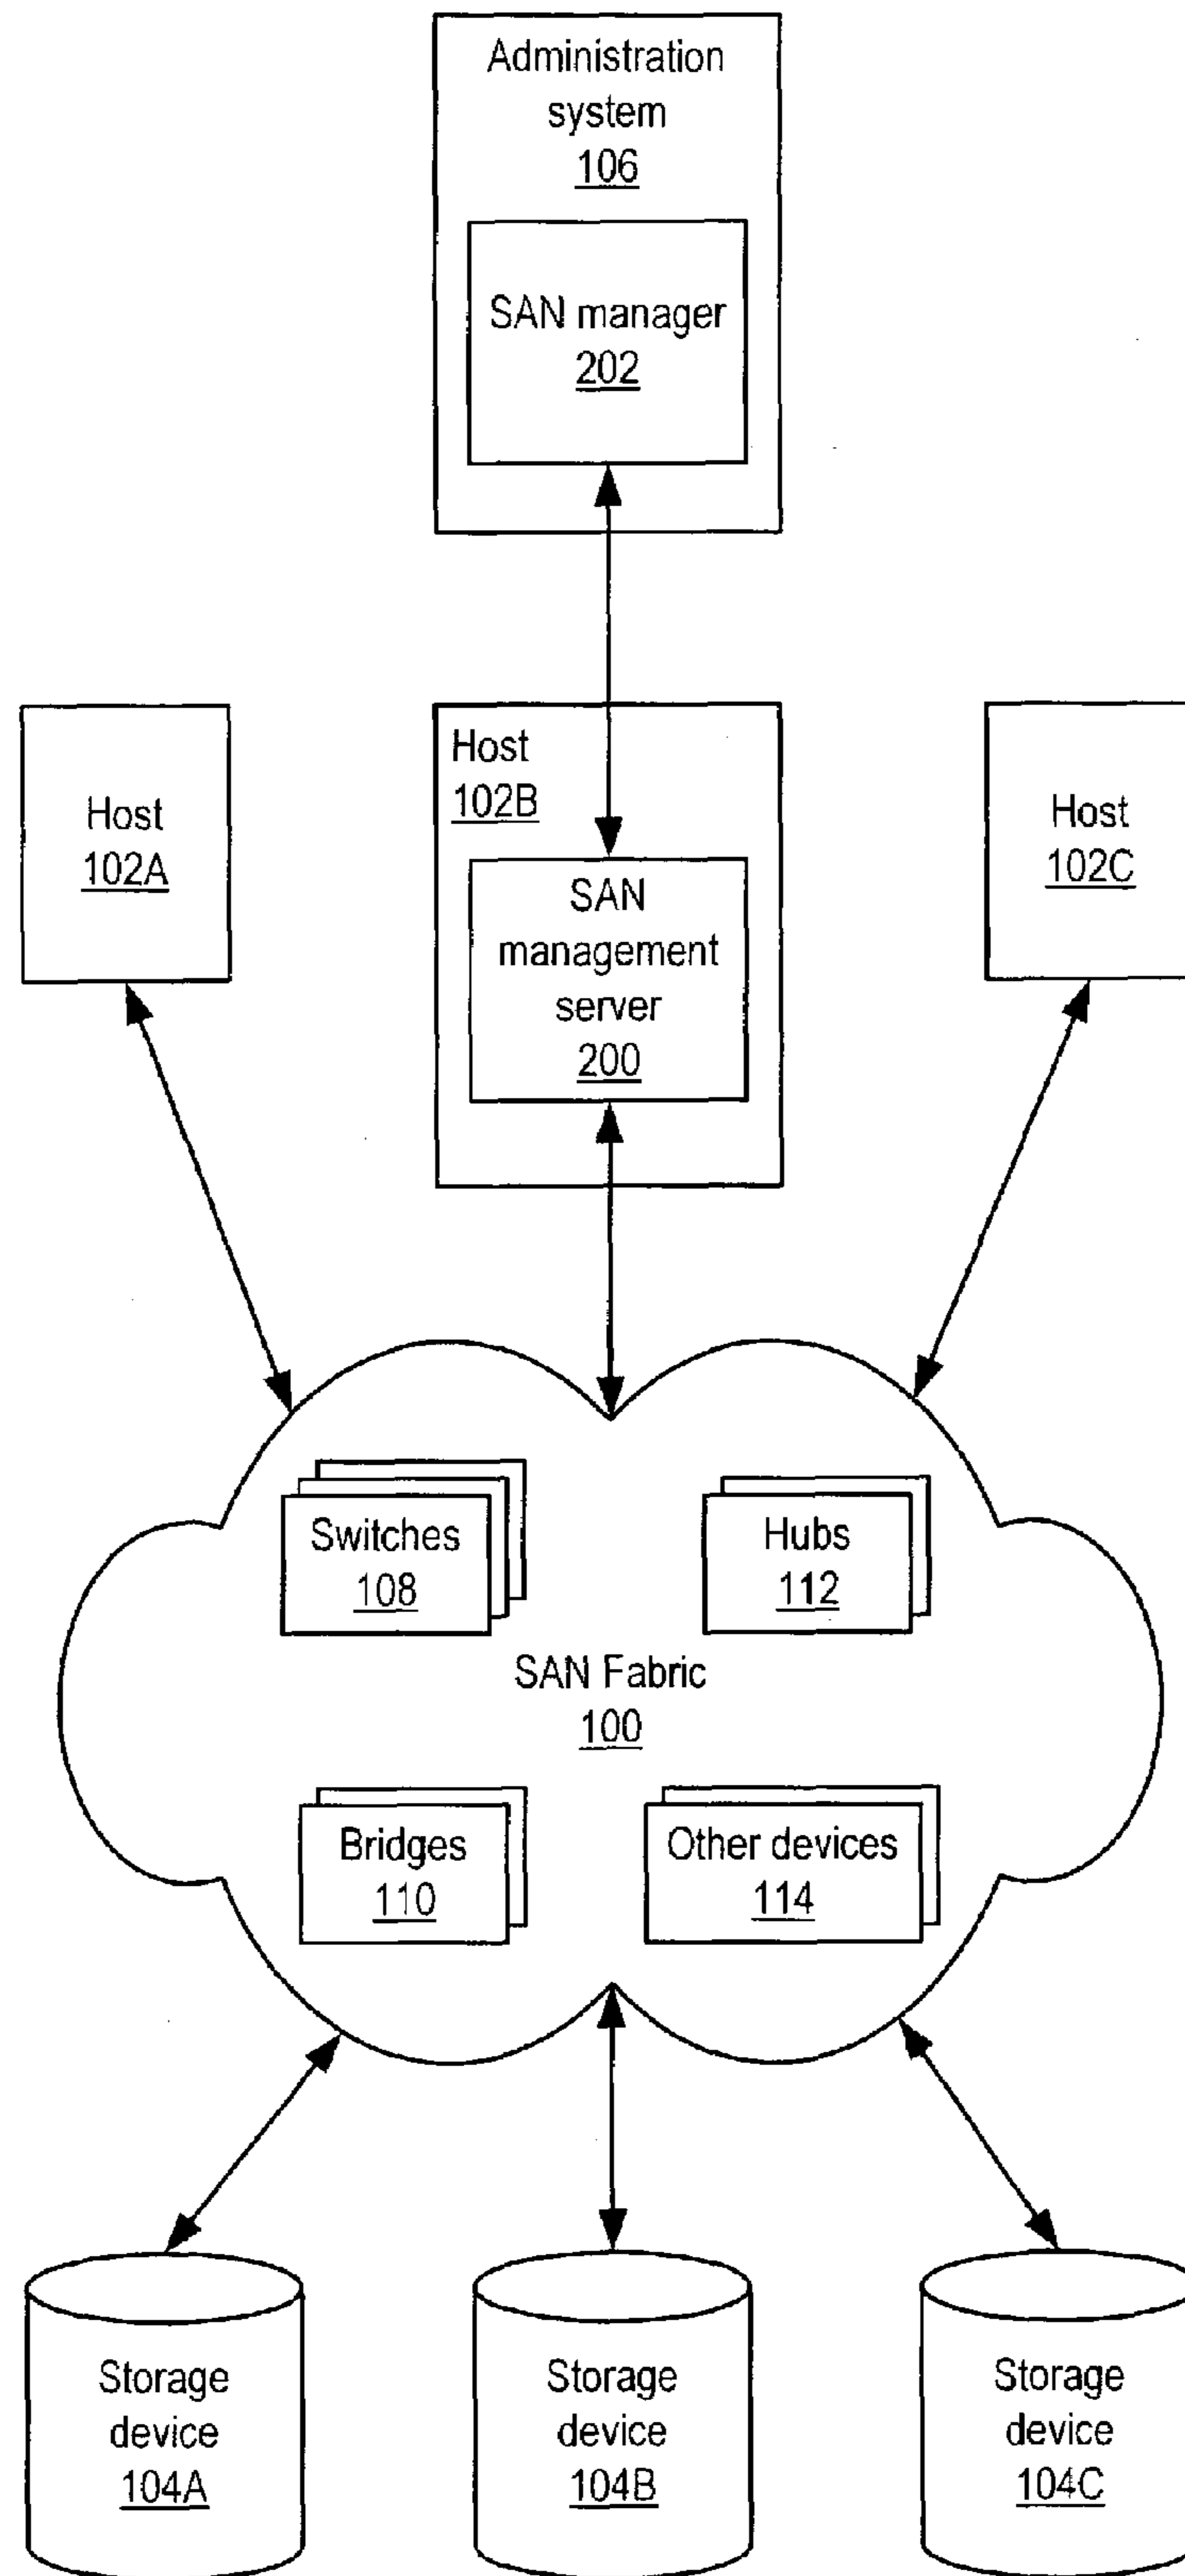 Administration
system
106
SAN manager
202
Host
102A
Host
102B
SAN
management
server
200
Host
102C
Switches
108
Hubs
112
SAN Fabric
100
Bridges
110
Other devices
114
Storage
device
104A
Storage
device
104B
Storage
device
104C